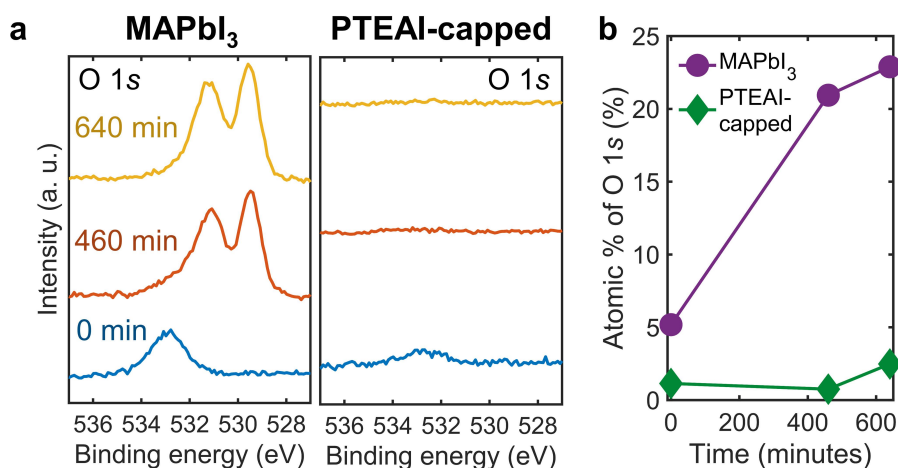 a
MAPbI3
PTEAI-capped
O 1s
640 min
460 min
0 min
Intensity (a. u.)
536 534 532 530 528
Binding energy (eV)
O 1s
536 534 532 530 528
Binding energy (eV)
b
MAPbI3
PTEAI-
capped
Atomic % of O 1s (%)
25
20
15
10
5
0
0 200 400 600
Time (minutes)